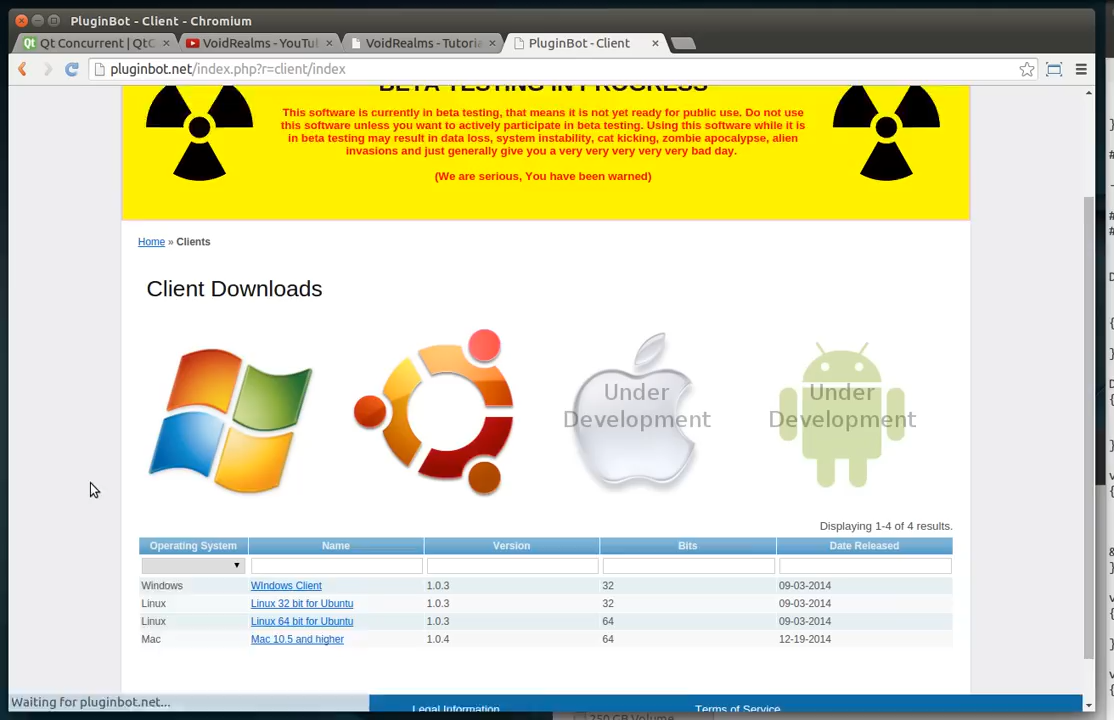 PluginBot - Client - Chromium
Qt Concurrent | QtC
VoidRealms - YouTu
VoidRealms - Tutoria
PluginBot - Client
pluginbot.net/index.php?r=client/index
BETA TESTING IN PROGRESS
This software is currently in beta testing, that means it is not yet ready for public use. Do not use
this software unless you want to actively participate in beta testing. Using this software while it is
in beta testing may result in data loss, system instability, cat kicking, zombie apocalypse, alien
invasions and just generally give you a very very very very very bad day.
(We are serious, You have been warned)
Home » Clients
Client Downloads
Under
Development
Under
Development
Displaying 1-4 of 4 results.
Operating System Name Version Bits Date Released
Windows WIndows Client 1.0.3 32 09-03-2014
Linux Linux 32 bit for Ubuntu 1.0.3 32 09-03-2014
Linux Linux 64 bit for Ubuntu 1.0.3 64 09-03-2014
Mac Mac 10.5 and higher 1.0.4 64 12-19-2014
Waiting for pluginbot.net...
Legal Information Terms of Service
250 GB Volume